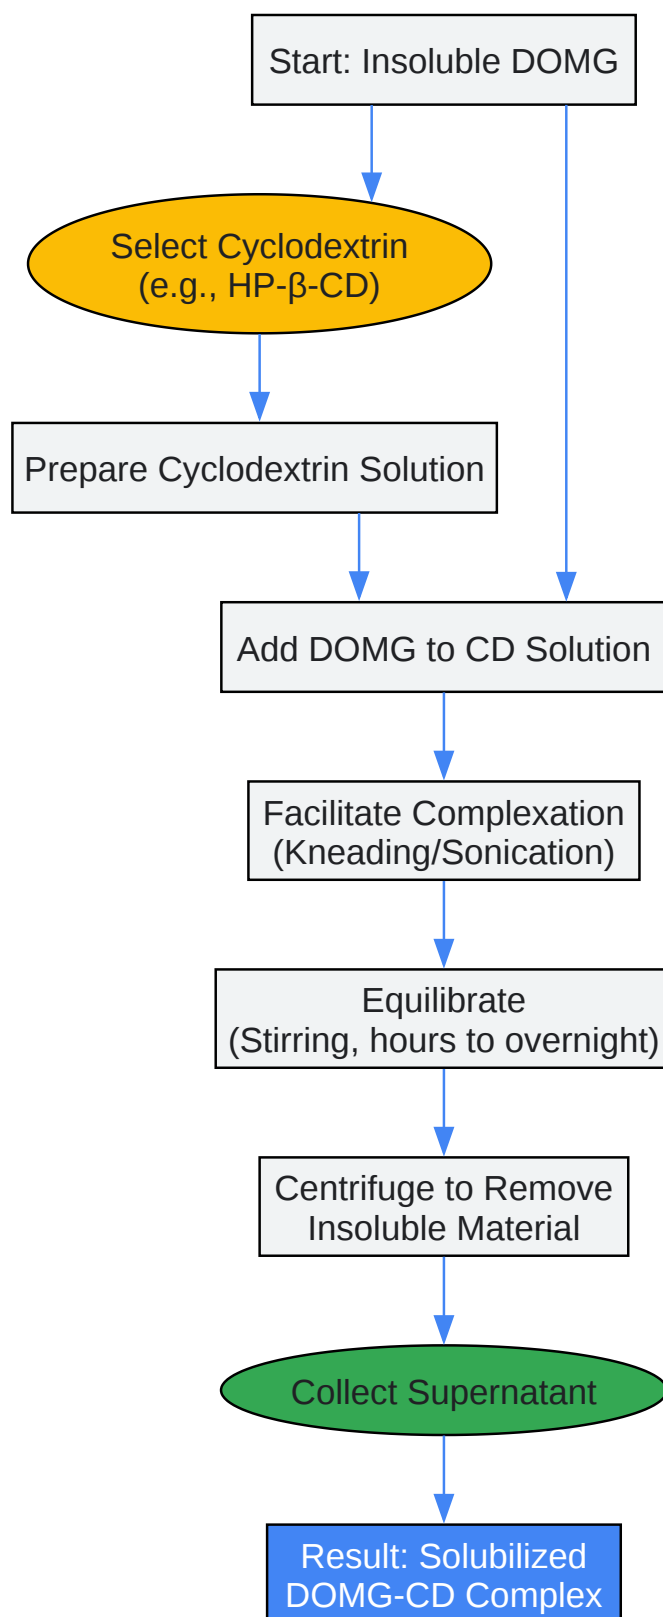 Start: Insoluble DOMG
Select Cyclodextrin
(e.g., HP-β-CD)
Prepare Cyclodextrin Solution
Add DOMG to CD Solution
Facilitate Complexation
(Kneading/Sonication)
Equilibrate
(Stirring, hours to overnight)
Centrifuge to Remove
Insoluble Material
Collect Supernatant
Result: Solubilized
DOMG-CD Complex